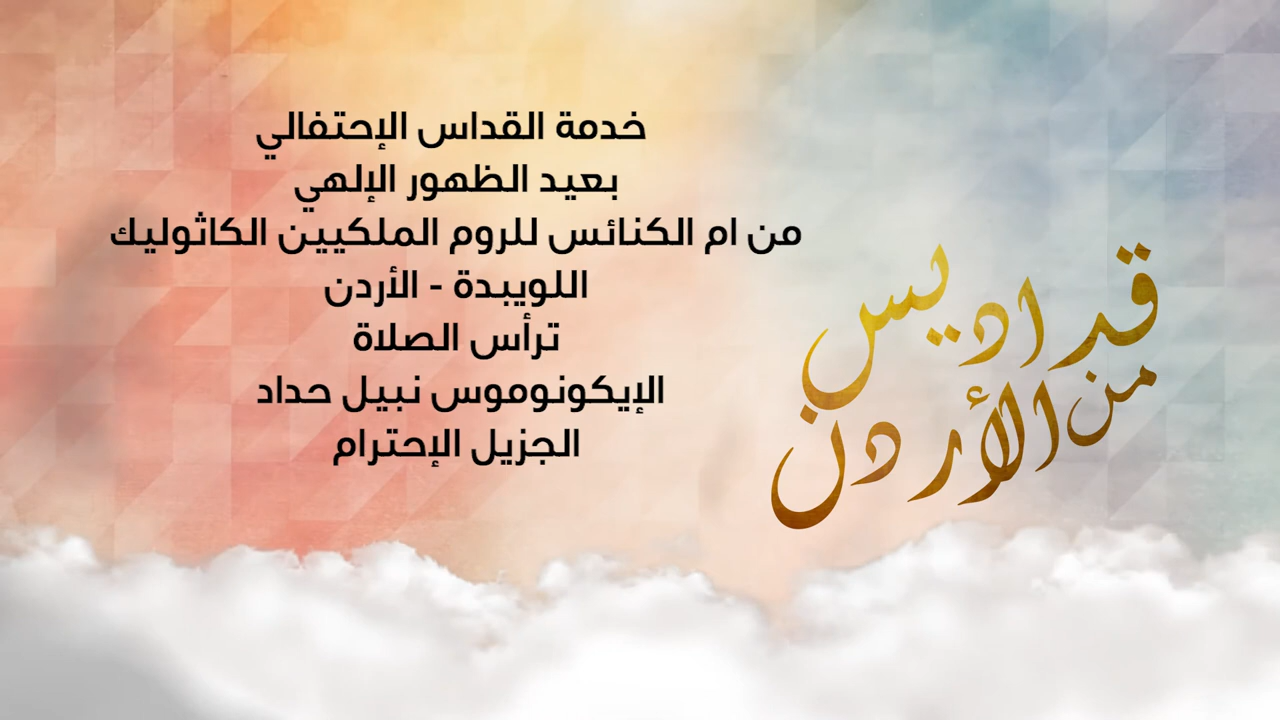 خدمة القداس الإحتفالي
بعيد الظهور الإلهي
من ام الكنائس للروم الملكيين الكاثوليك
اللويبدة - الأردن
ترأس الصلاة
الإيكونوموس نبيل حداد
الجزيل الإحترام
قداديس
من الأردن